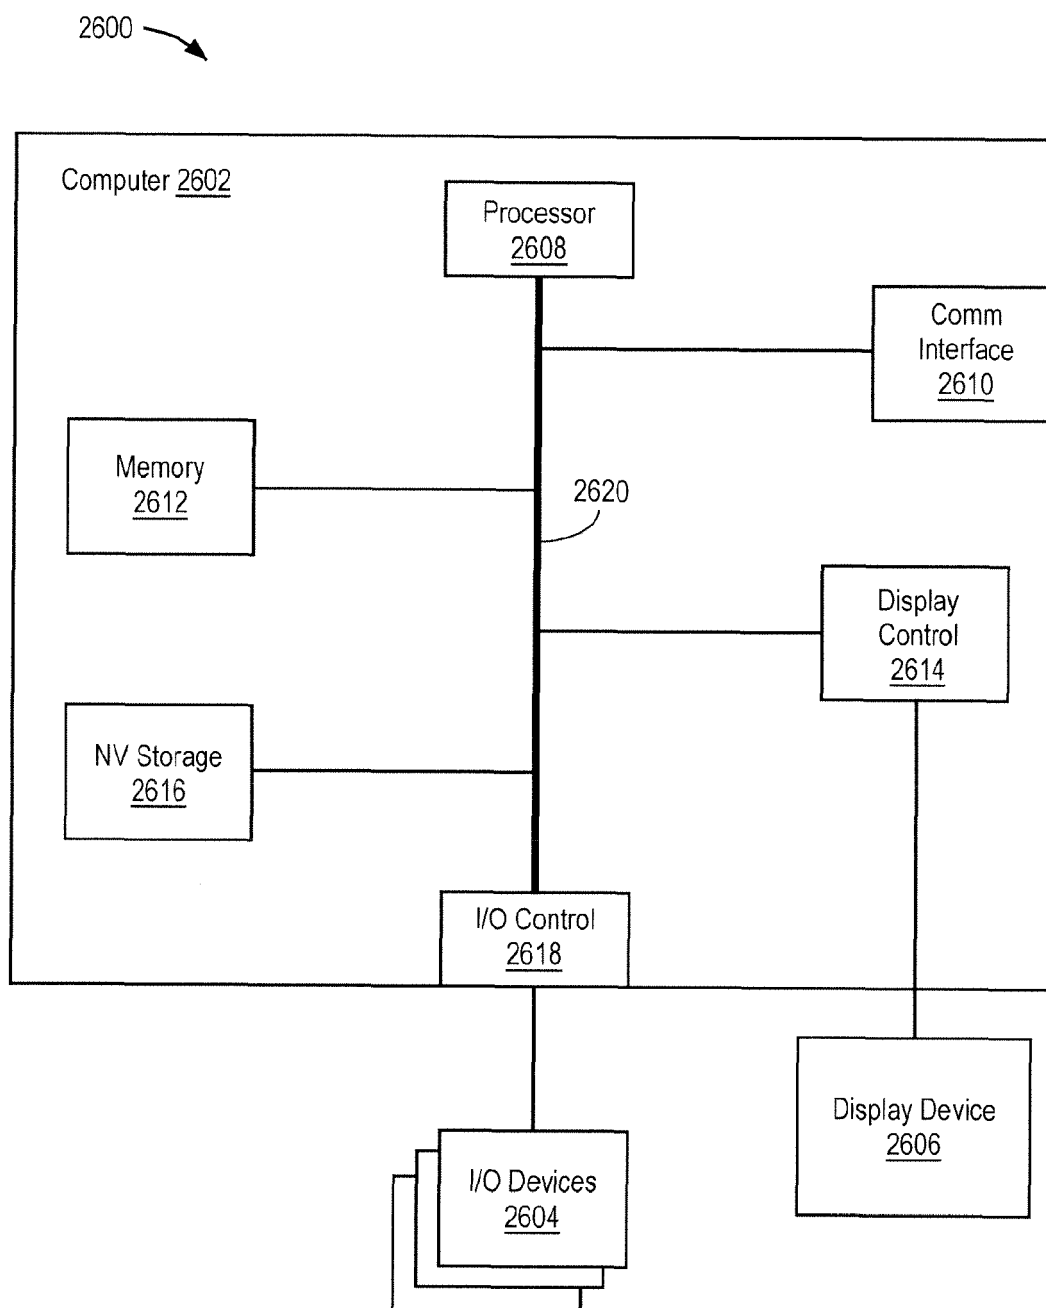 2600
Computer 2602
Processor
2608
Comm
Interface
2610
Memory
2612
2620
Display
Control
2614
NV Storage
2616
I/O Control
2618
Display Device
2606
I/O Devices
2604